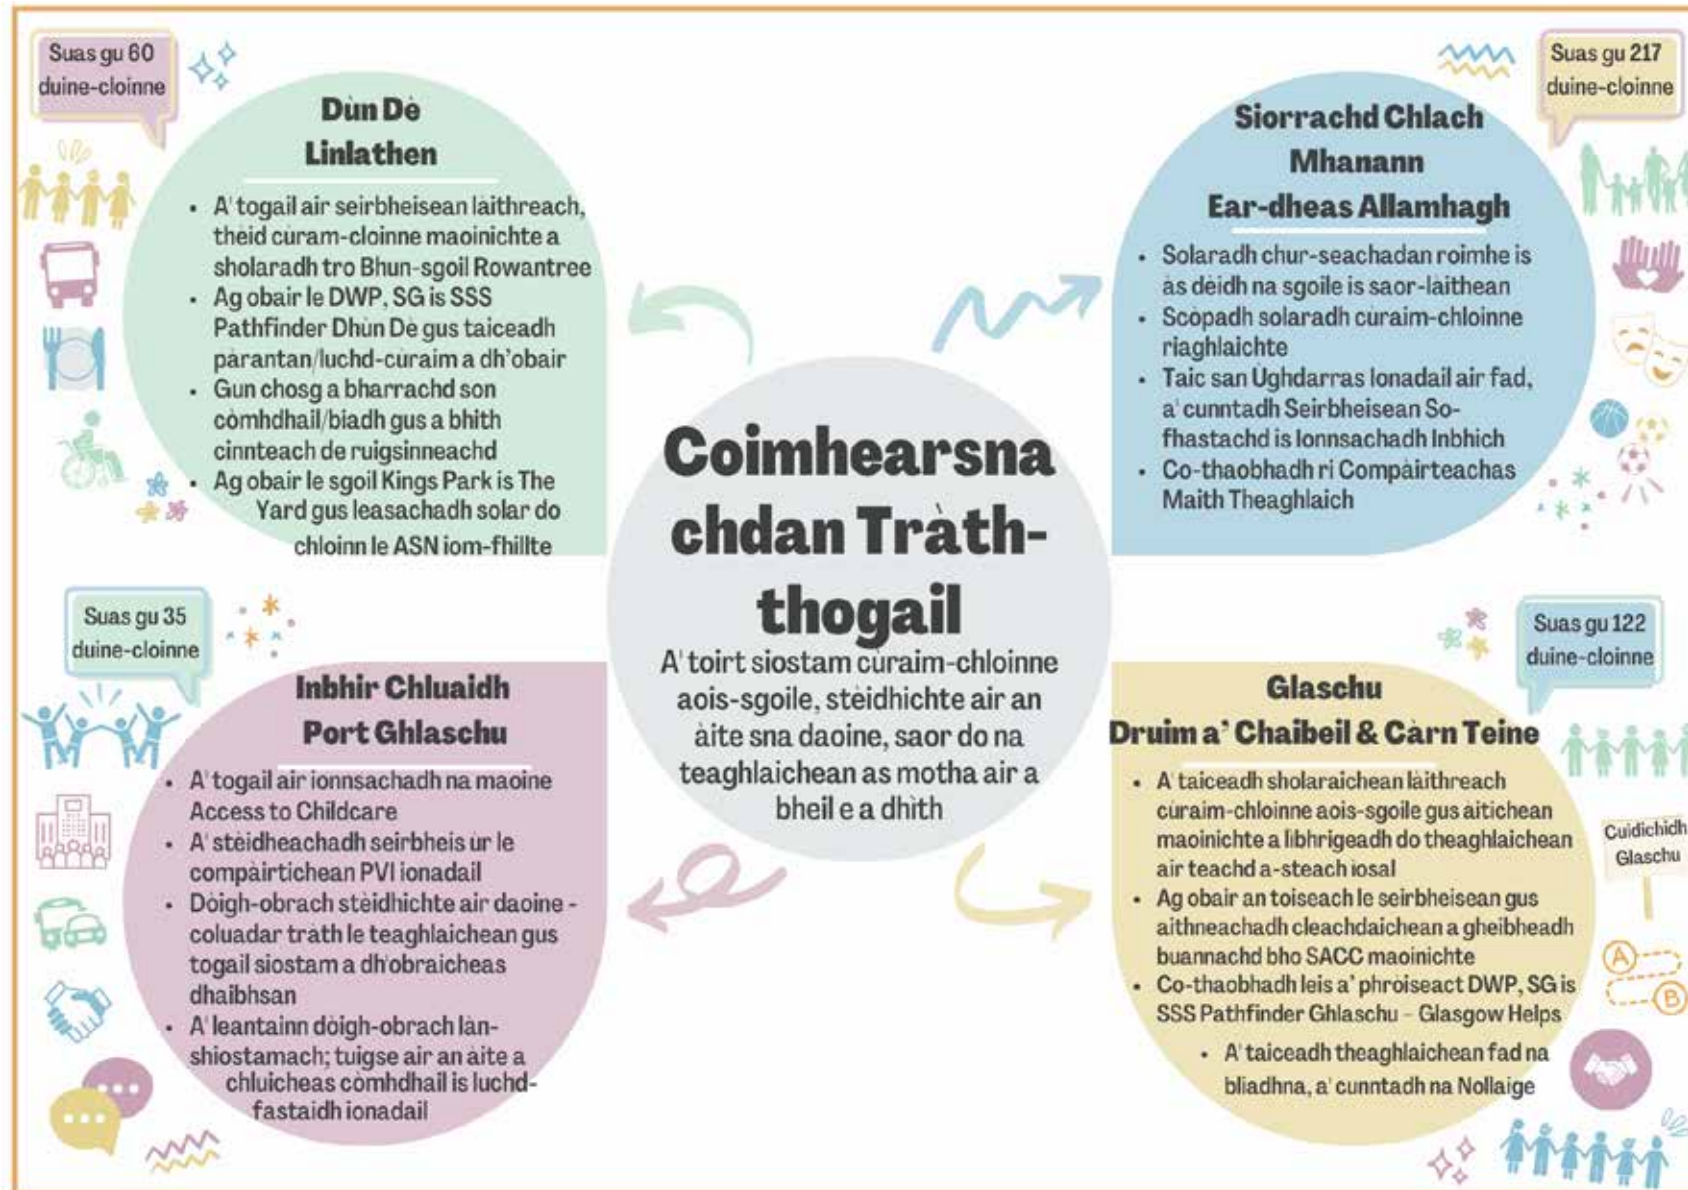 Suas gu 60
duine-cloinne
Dùn Dè
Linlathen
• A' togail air seirbheisean làithreach,
thèid cùram-cloinne maoinichte a
sholaradh tro Bhun-sgoil Rowantree
• Ag obair le DWP, SG is SSS
Pathfinder Dhùn Dè gus taiceadh
pàrantan/luchd-cùraim a dh'obair
• Gun chosg a bharrachd son
còmhdhail/biadh gus a bhith
cinnteach de ruigsinneachd
• Ag obair le sgoil Kings Park is The
Yard gus leasachadh solar do
chloinn le ASN iom-fhillte
Suas gu 217
duine-cloinne
Siorrachd Chlach
Mhanann
Ear-dheas Allamhagh
• Solaradh chur-seachadan roimhe is
às dèidh na sgoile is saor-làithean
• Scòpadh solaradh cùraim-chloinne
riaghlaichte
• Taic san Ùghdarras Ionadail air fad,
a' cunntadh Seirbheisean So-
fhastachd is Ionnsachadh Inbhich
• Co-thaobhadh ri Compàirteachas
Maith Theaghlaich
Coimhearsna
chdan Tràth-
thogail
A' toirt siostam cùraim-chloinne
aois-sgoile, stèidhichte air an
àite sna daoine, saor do na
teaghlaichean as motha air a
bheil e a dhìth
Suas gu 35
duine-cloinne
Inbhir Chluaidh
Port Ghlaschu
• A' togail air ionnsachadh na maoine
Access to Childcare
• A' stèidheachadh seirbheis ùr le
compàirtichean PVI ionadail
• Dòigh-obrach stèidhichte air daoine -
coluadar tràth le teaghlaichean gus
togail siostam a dh'obraicheas
dhaibhsan
• A' leantainn dòigh-obrach làn-
shiostamach; tuigse air an àite a
chluicheas còmhdhail is luchd-
fastaidh ionadail
Suas gu 122
duine-cloinne
Glaschu
Druim a’ Chaibeil & Càrn Teine
• A' taiceadh sholaraichean làithreach
cùraim-chloinne aois-sgoile gus àitichean
maoinichte a lìbhrigeadh do theaghlaichean
air teachd a-steach ìosal
• Ag obair an toiseach le seirbheisean gus
aithneachadh cleachdaichean a gheibheadh
buannachd bho SACC maoinichte
• Co-thaobhadh leis a’ phròiseact DWP, SG is
SSS Pathfinder Ghlaschu – Glasgow Helps
• A' taiceadh theaghlaichean fad na
bliadhna, a' cunntadh na Nollaige
Cuidichidh
Glaschu
A
B